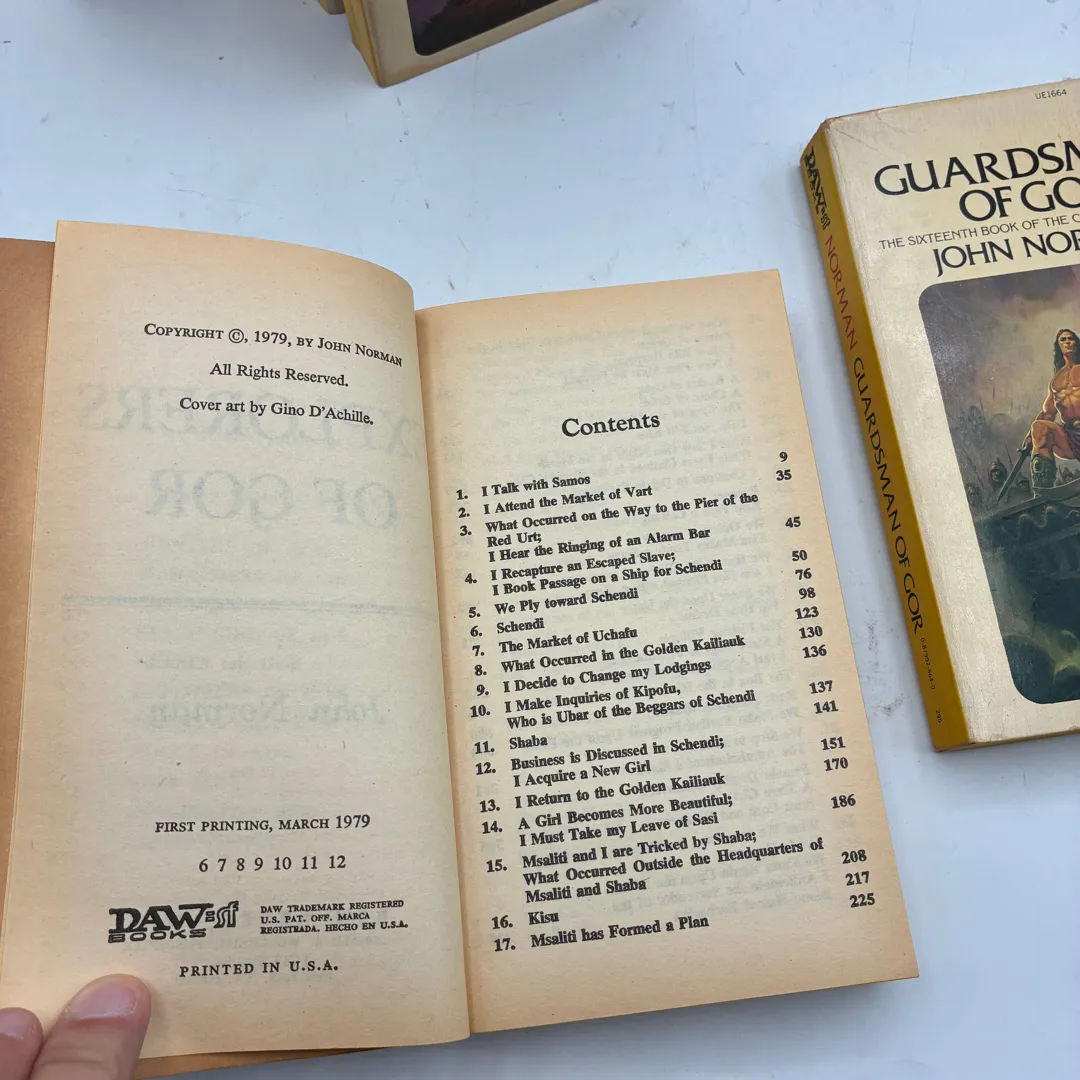 COPYRIGHT ©, 1979, BY JOHN NORMAN
All Rights Reserved.
Cover art by Gino D'Achille.
FIRST PRINTING, MARCH 1979
6 7 8 9 10 11 12
DAW=sf
BOOKS
DAW TRADEMARK REGISTERED
U.S. PAT. OFF. MARCA
REGISTRADA. HECHO EN U.S.A.
PRINTED IN U.S.A.
Contents
1. I Talk with Samos 9
2. I Attend the Market of Vart 35
3. What Occurred on the Way to the Pier of the
Red Urt;
I Hear the Ringing of an Alarm Bar 45
4. I Recapture an Escaped Slave;
I Book Passage on a Ship for Schendi 50
5. We Ply toward Schendi 76
6. Schendi 98
7. The Market of Uchafu 123
8. What Occurred in the Golden Kailiauk 130
9. I Decide to Change my Lodgings 136
10. I Make Inquiries of Kipofu,
Who is Ubar of the Beggars of Schendi 137
11. Shaba 141
12. Business is Discussed in Schendi;
I Acquire a New Girl 151
13. I Return to the Golden Kailiauk 170
14. A Girl Becomes More Beautiful;
I Must Take my Leave of Sasi 186
15. Msaliti and I are Tricked by Shaba;
What Occurred Outside the Headquarters of
Msaliti and Shaba 208
16. Kisu 217
17. Msaliti has Formed a Plan 225
UE1664
GUARDSM
OF GO
THE SIXTEENTH BOOK OF THE
JOHN NOR
DAW=sf
BOOKS
NORMAN GUARDSMAN OF GOR
EXPLORERS
OF GOR
John Norman